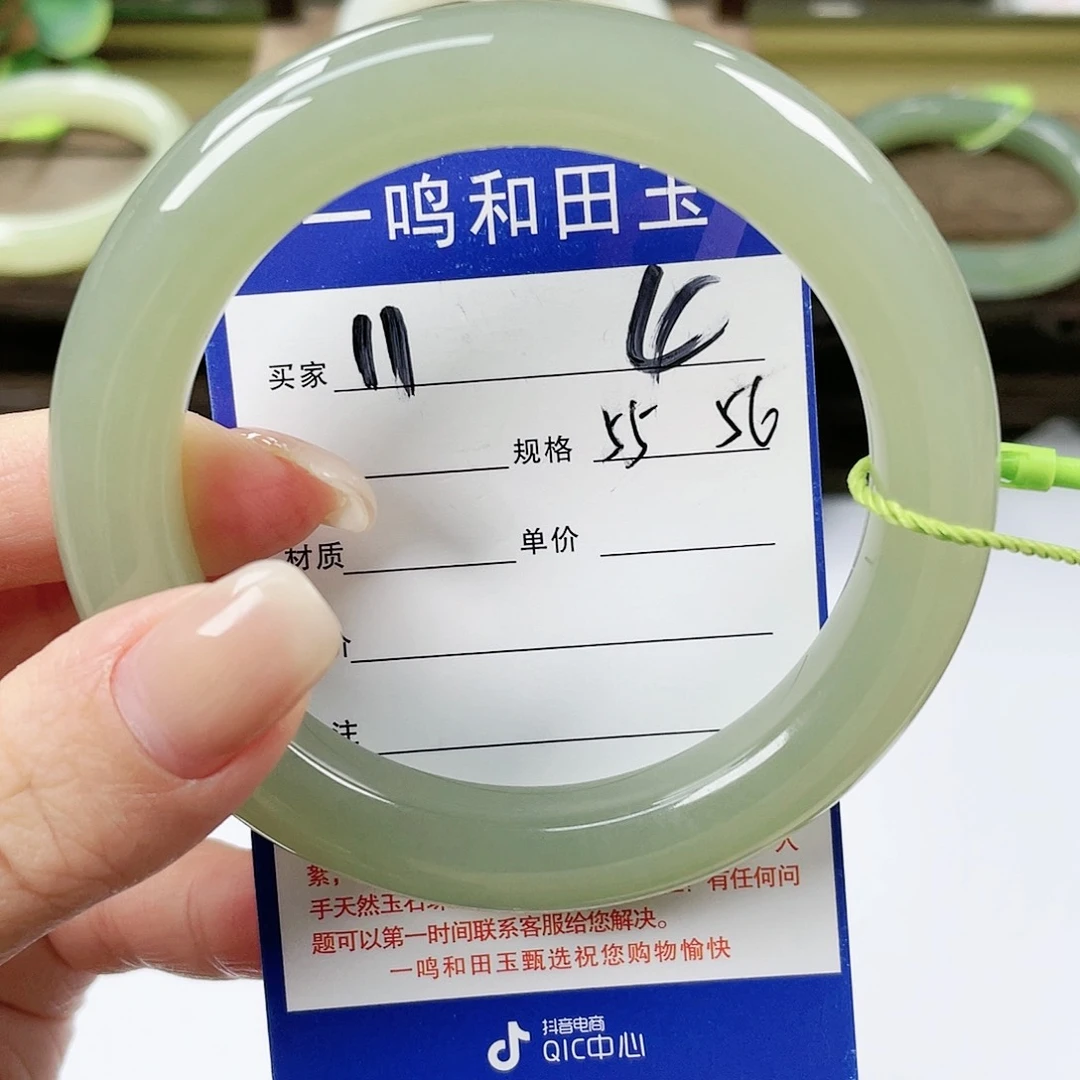 一鸣和田玉
买家 11
规格 55 56
材质 单价
注
絮，
手天然玉石 有任何问
题可以第一时间联系客服给您解决。
一鸣和田玉甄选祝您购物愉快
抖音电商
QIC中心